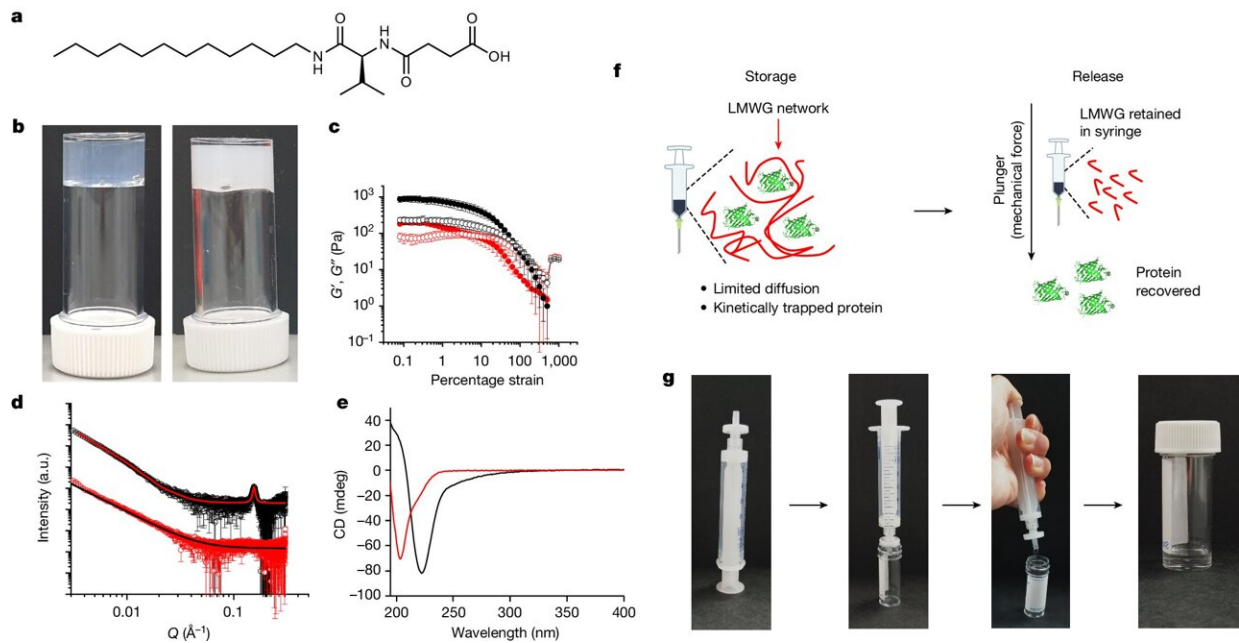 a
O
H
N
O
N
H
O
OH
b
c
10³
10²
10¹
10⁰
10⁻¹
G′, G″ (Pa)
0.1
1
10
100
1,000
Percentage strain
d
Intensity (a.u.)
0.01
0.1
Q (Å⁻¹)
e
40
20
0
−20
−40
−60
−80
−100
CD (mdeg)
200
250
300
350
400
Wavelength (nm)
f
Storage
Release
LMWG network
LMWG retained
in syringe
Plunger
(mechanical force)
• Limited diffusion
• Kinetically trapped protein
Protein
recovered
g